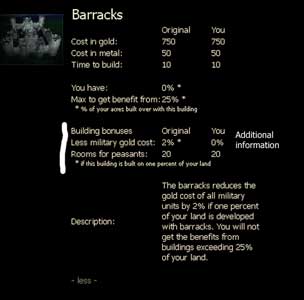 Barracks
Original You
Cost in gold: 750 750
Cost in metal: 50 50
Time to build: 10 10
You have: 0% *
Max to get benefit from: 25% *
* % of your acres built over with this building
Building bonuses Original You
Additional
Less military gold cost: 2% * 0%
information
Rooms for peasants: 20 20
* if this building is built on one percent of your land
The barracks reduces the
gold cost of all military
units by 2% if one percent
of your land is developed
Description: with barracks. You will not
get the benefits from
buildings exceeding 25%
of your land.
- less -